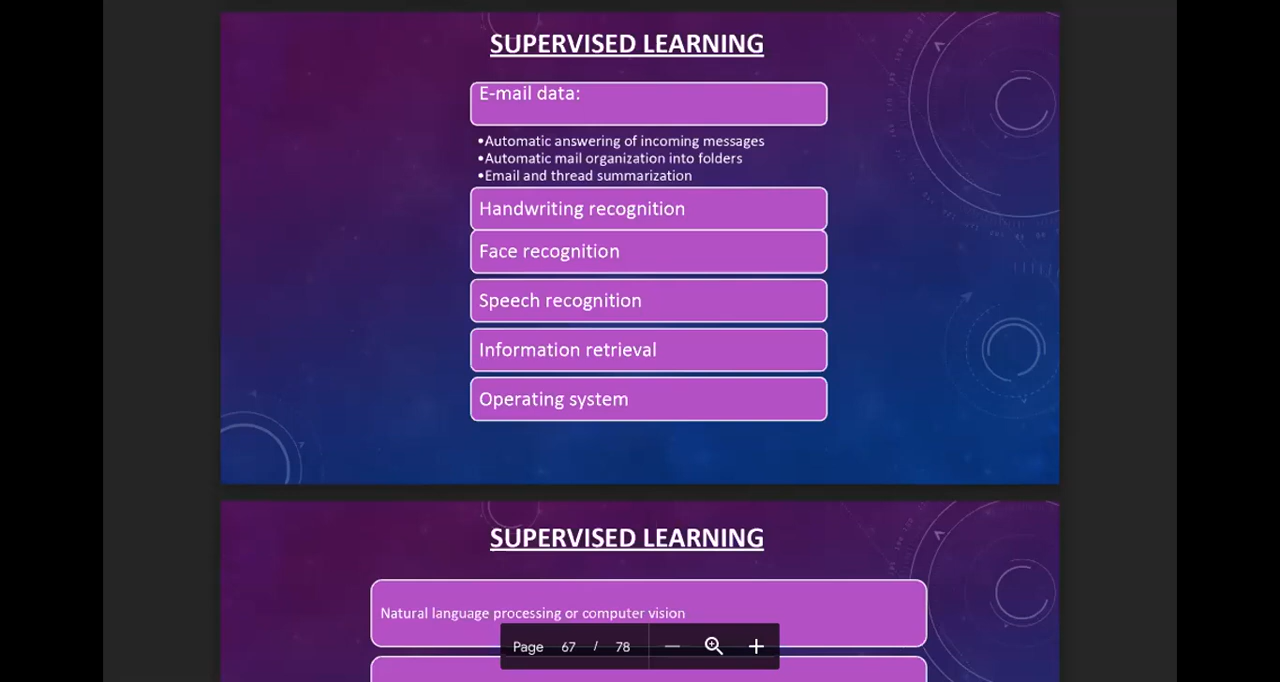 SUPERVISED LEARNING
E-mail data:
•Automatic answering of incoming messages
•Automatic mail organization into folders
•Email and thread summarization
Handwriting recognition
Face recognition
Speech recognition
Information retrieval
Operating system
SUPERVISED LEARNING
Natural language processing or computer vision
Page 67 / 78